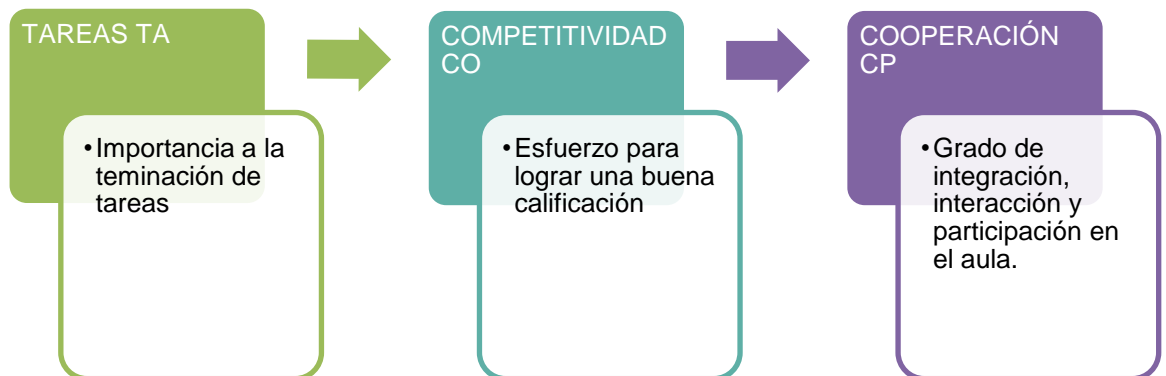 TAREAS TA
•Importancia a la
teminación de
tareas
COMPETITIVIDAD
CO
•Esfuerzo para
lograr una buena
calificación
COOPERACIÓN
CP
•Grado de
integración,
interacción y
participación en
el aula.